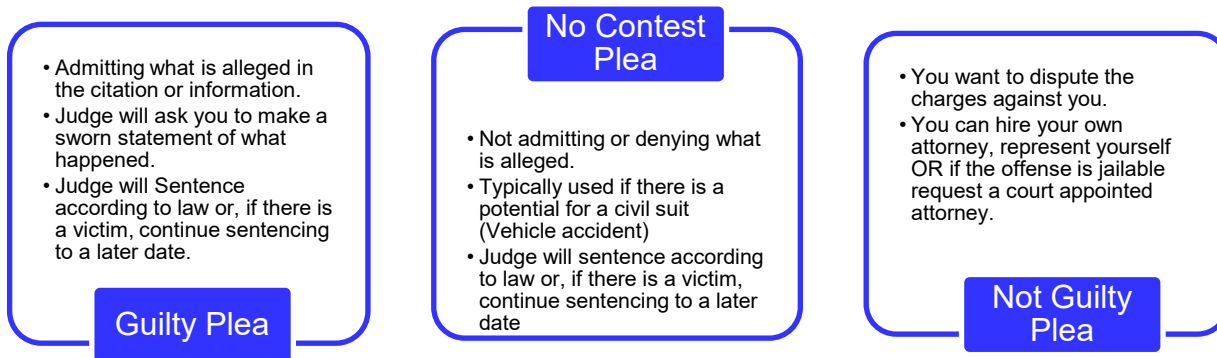 • Admitting what is alleged in
the citation or information.
• Judge will ask you to make a
sworn statement of what
happened.
• Judge will Sentence
according to law or, if there is
a victim, continue sentencing
to a later date.
Guilty Plea
No Contest
Plea
• Not admitting or denying what
is alleged.
• Typically used if there is a
potential for a civil suit
(Vehicle accident)
• Judge will sentence according
to law or, if there is a victim,
continue sentencing to a later
date
• You want to dispute the
charges against you.
• You can hire your own
attorney, represent yourself
OR if the offense is jailable
request a court appointed
attorney.
Not Guilty
Plea